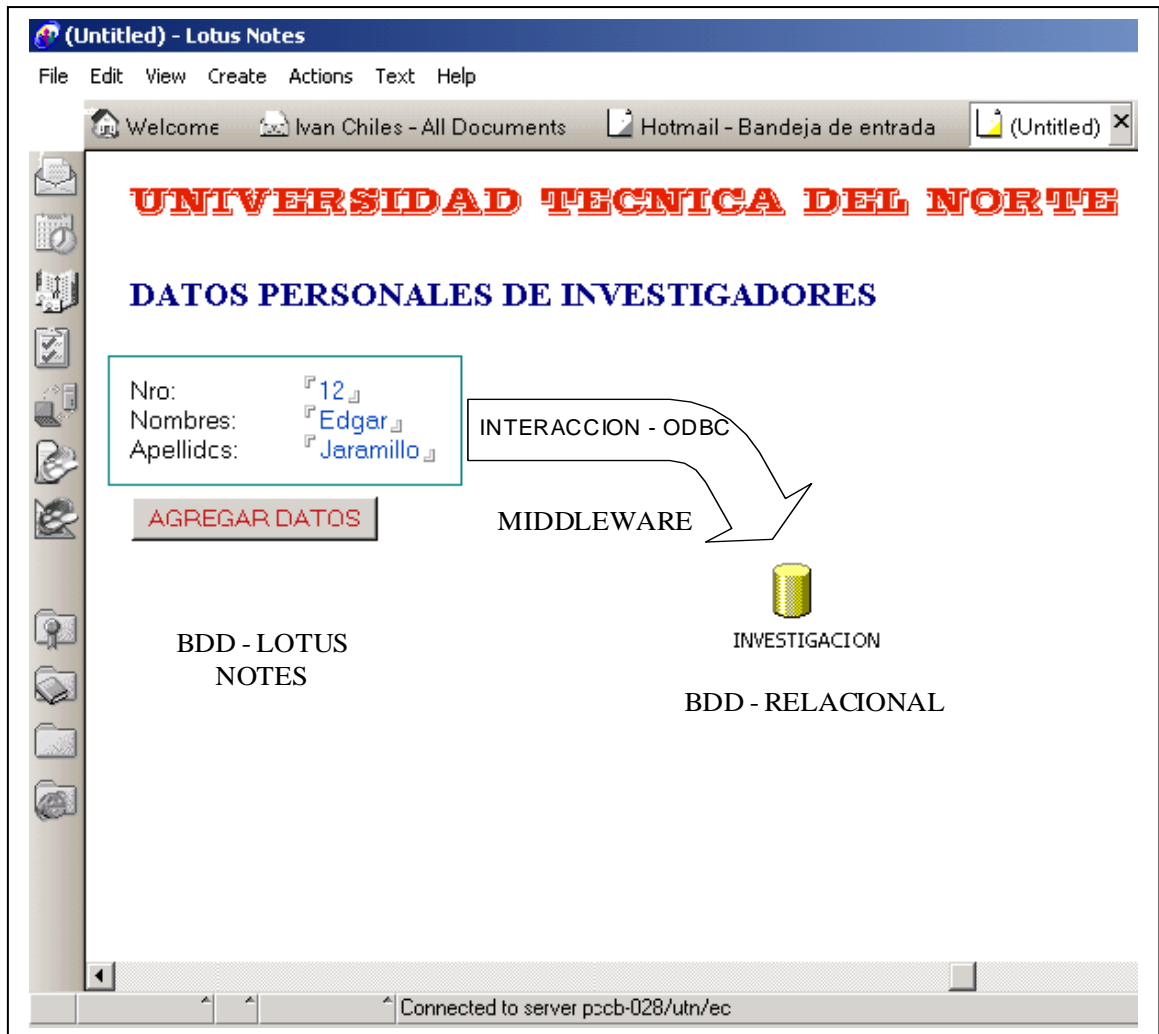 (Untitled) - Lotus Notes
File Edit View Create Actions Text Help
Welcome Ivan Chiles - All Documents Hotmail - Bandeja de entrada (Untitled)
UNIVERSIDAD TECNICA DEL NORTE
DATOS PERSONALES DE INVESTIGADORES
Nro: 12
Nombres: Edgar
Apellidos: Jaramillo
INTERACCION - ODBC
AGREGAR DATOS
MIDDLEWARE
BDD - LOTUS
NOTES
INVESTIGACION
BDD - RELACIONAL
Connected to server pccb-028/utn/ec